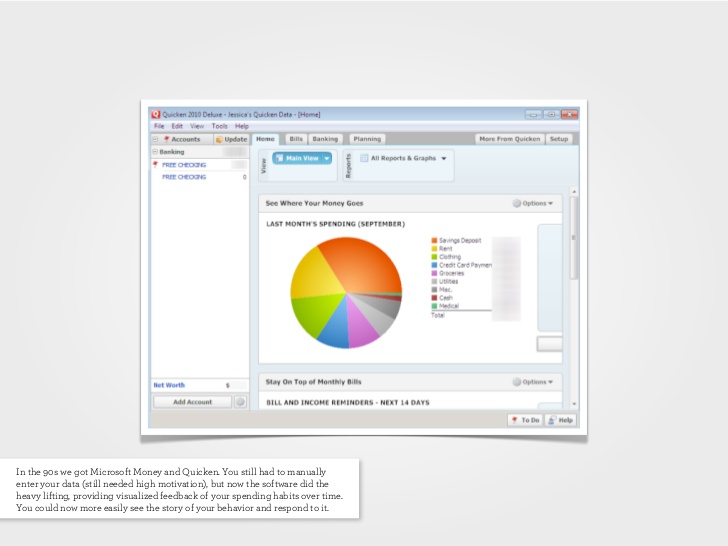 Quicken 2010 Deluxe - Jessica's Quicken Data - [Home]
File Edit View Tools Help
Accounts Update Home Bills Banking Planning More From Quicken Setup
Banking
FREE CHECKING
FREE CHECKING 0
View Main View Reports All Reports & Graphs
See Where Your Money Goes Options
LAST MONTH'S SPENDING (SEPTEMBER)
Savings Deposit
Rent
Clothing
Credit Card Paymen
Groceries
Utilities
Misc.
Cash
Medical
Total
Net Worth $
Stay On Top of Monthly Bills Options
Add Account
BILL AND INCOME REMINDERS - NEXT 14 DAYS
To Do Help
In the 90s we got Microsoft Money and Quicken. You still had to manually
enter your data (still needed high motivation), but now the software did the
heavy lifting, providing visualized feedback of your spending habits over time.
You could now more easily see the story of your behavior and respond to it.